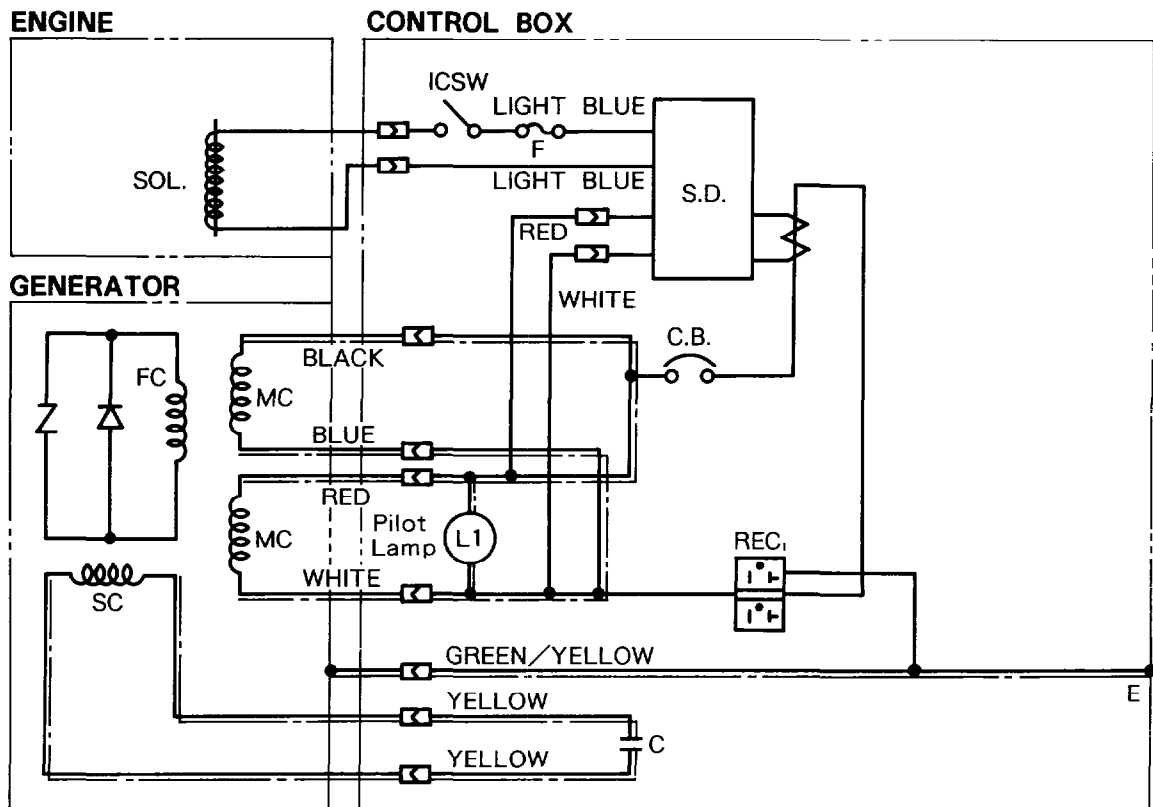 ENGINE
CONTROL BOX
ICSW
LIGHT BLUE
F
SOL.
LIGHT BLUE
S.D.
RED
GENERATOR
WHITE
C.B.
BLACK
FC
MC
BLUE
RED
Pilot
Lamp
L1
MC
REC
WHITE
SC
GREEN/YELLOW
E
YELLOW
C
YELLOW